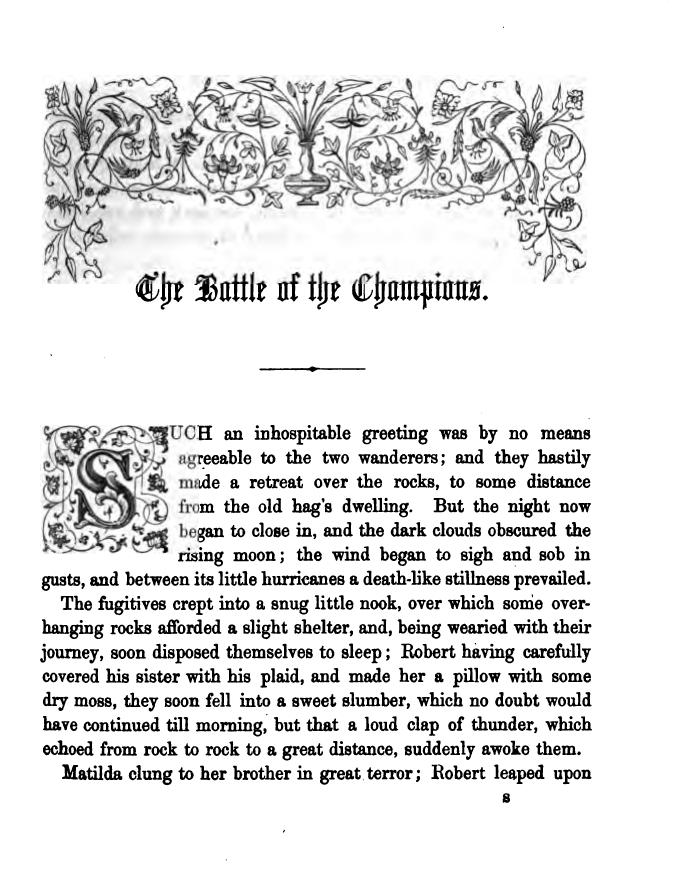 The Battle of the Champions.
SUCH an inhospitable greeting was by no means
agreeable to the two wanderers; and they hastily
made a retreat over the rocks, to some distance
from the old hag's dwelling. But the night now
began to close in, and the dark clouds obscured the
rising moon; the wind began to sigh and sob in
gusts, and between its little hurricanes a death-like stillness prevailed.
The fugitives crept into a snug little nook, over which some over-
hanging rocks afforded a slight shelter, and, being wearied with their
journey, soon disposed themselves to sleep; Robert having carefully
covered his sister with his plaid, and made her a pillow with some
dry moss, they soon fell into a sweet slumber, which no doubt would
have continued till morning, but that a loud clap of thunder, which
echoed from rock to rock to a great distance, suddenly awoke them.
Matilda clung to her brother in great terror; Robert leaped upon
s